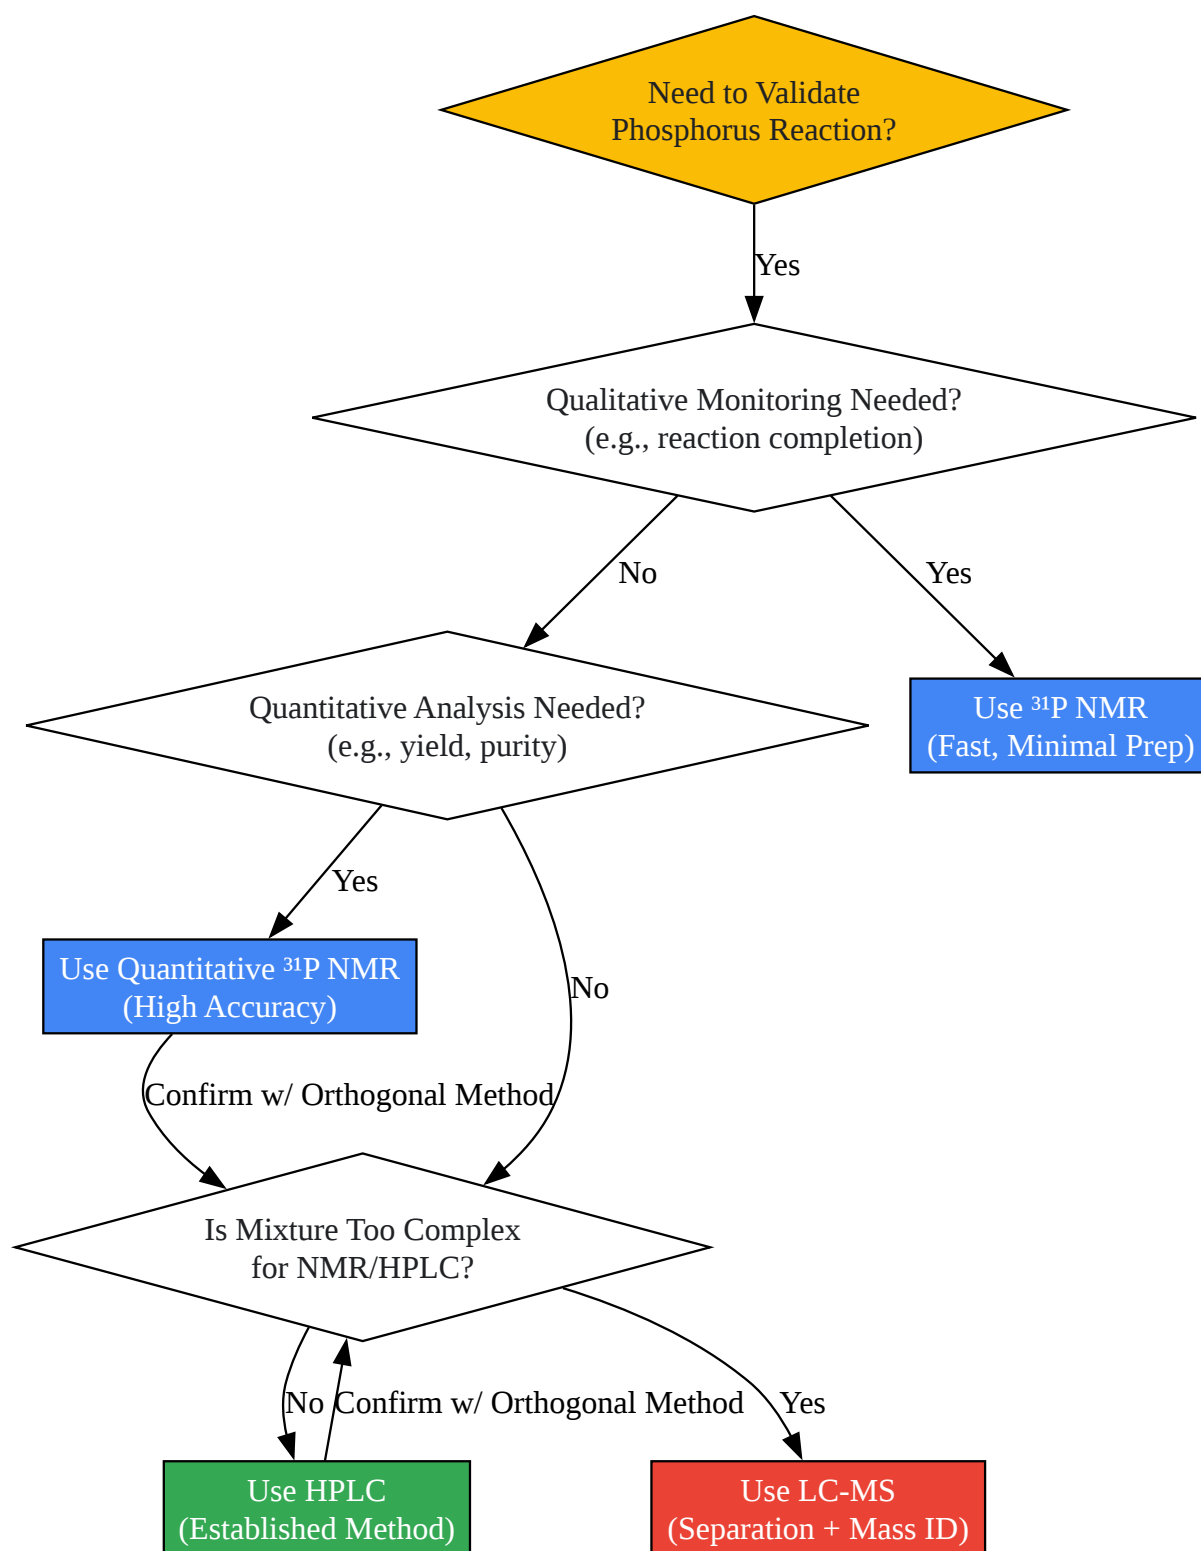 Need to Validate
Phosphorus Reaction?
Yes
Qualitative Monitoring Needed?
(e.g., reaction completion)
No
Yes
Quantitative Analysis Needed?
(e.g., yield, purity)
Use ³¹P NMR
(Fast, Minimal Prep)
Yes
Use Quantitative ³¹P NMR
(High Accuracy)
No
Confirm w/ Orthogonal Method
Is Mixture Too Complex
for NMR/HPLC?
No
Confirm w/ Orthogonal Method
Yes
Use HPLC
(Established Method)
Use LC-MS
(Separation + Mass ID)